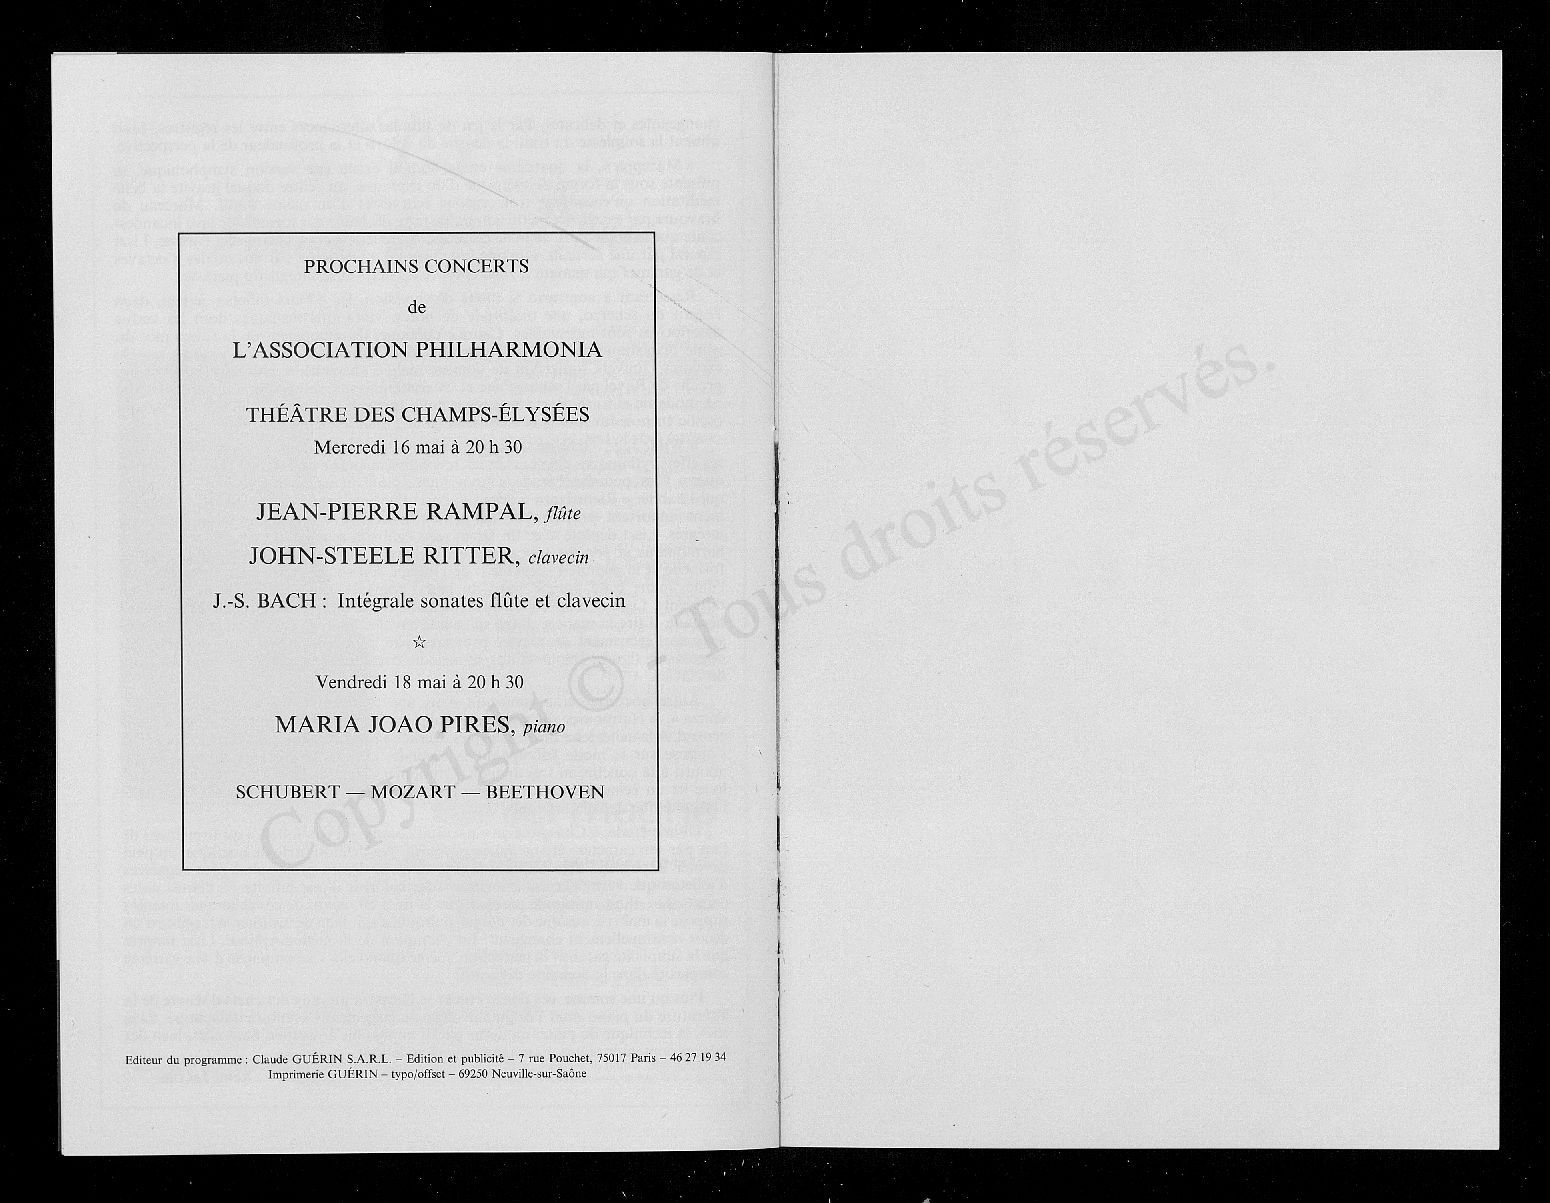 PROCHAINS CONCERTS
de
L'ASSOCIATION PHILHARMONIA
THÉÂTRE DES CHAMPS-ÉLYSÉES
Mercredi 16 mai à 20 h 30
JEAN-PIERRE RAMPAL, flûte
JOHN-STEELE RITTER, clavecin
J.-S. BACH : Intégrale sonates flûte et clavecin
☆
Vendredi 18 mai à 20 h 30
MARIA JOAO PIRES, piano
SCHUBERT — MOZART — BEETHOVEN
Editeur du programme : Claude GUÉRIN S.A.R.L. – Edition et publicité – 7 rue Pouchet, 75017 Paris – 46 27 19 34
Imprimerie GUÉRIN – typo/offset – 69250 Neuville-sur-Saône
Copyright © - Tous droits réservés.